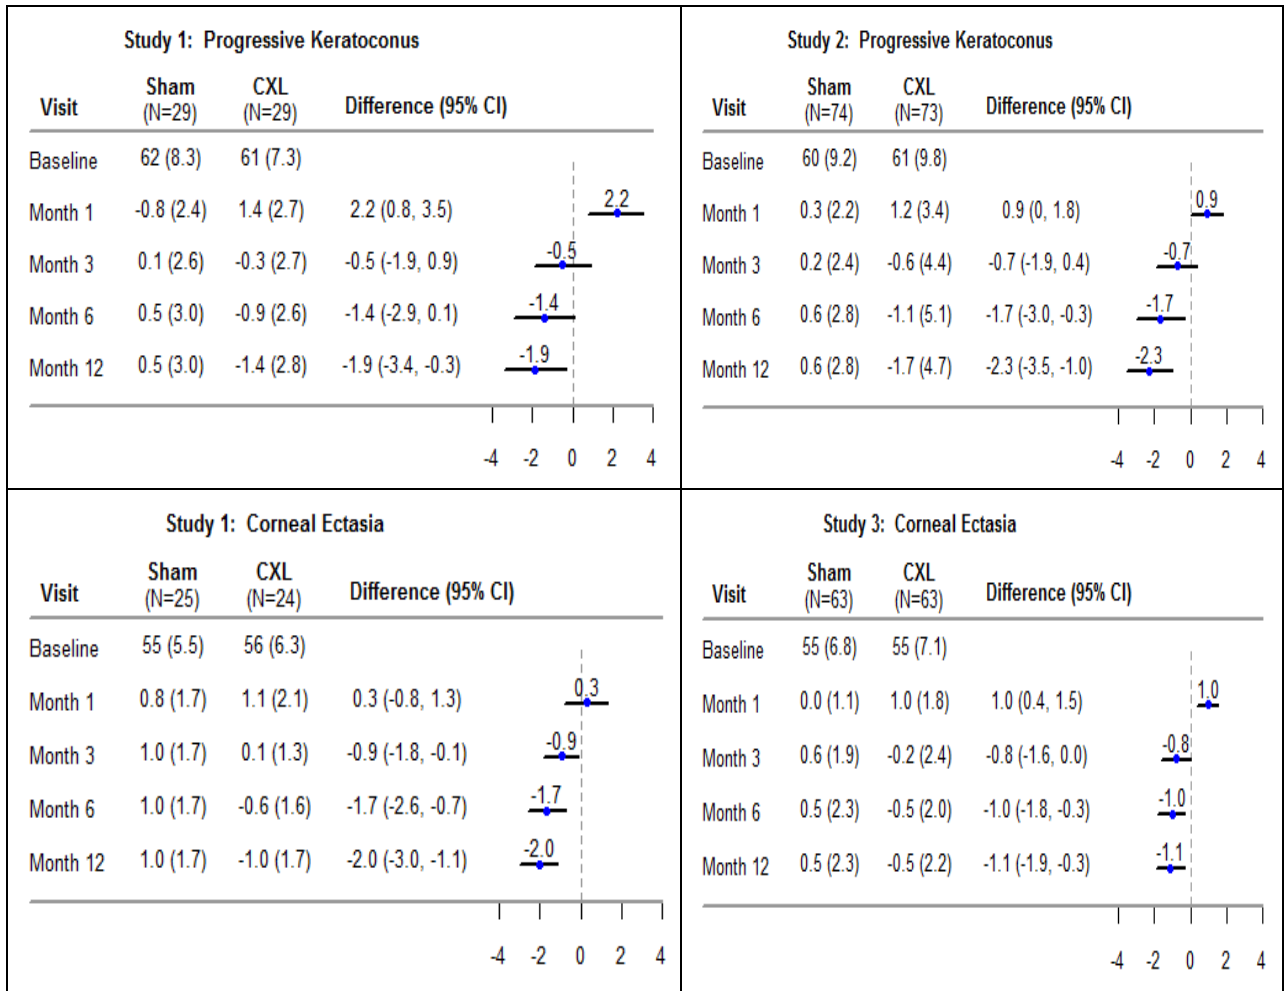 Study 1: Progressive Keratoconus
Visit Sham (N=29) CXL (N=29) Difference (95% CI)
Baseline 62 (8.3) 61 (7.3)
Month 1 -0.8 (2.4) 1.4 (2.7) 2.2 (0.8, 3.5) 2.2
Month 3 0.1 (2.6) -0.3 (2.7) -0.5 (-1.9, 0.9) -0.5
Month 6 0.5 (3.0) -0.9 (2.6) -1.4 (-2.9, 0.1) -1.4
Month 12 0.5 (3.0) -1.4 (2.8) -1.9 (-3.4, -0.3) -1.9
-4 -2 0 2 4
Study 2: Progressive Keratoconus
Visit Sham (N=74) CXL (N=73) Difference (95% CI)
Baseline 60 (9.2) 61 (9.8)
Month 1 0.3 (2.2) 1.2 (3.4) 0.9 (0, 1.8) 0.9
Month 3 0.2 (2.4) -0.6 (4.4) -0.7 (-1.9, 0.4) -0.7
Month 6 0.6 (2.8) -1.1 (5.1) -1.7 (-3.0, -0.3) -1.7
Month 12 0.6 (2.8) -1.7 (4.7) -2.3 (-3.5, -1.0) -2.3
-4 -2 0 2 4
Study 1: Corneal Ectasia
Visit Sham (N=25) CXL (N=24) Difference (95% CI)
Baseline 55 (5.5) 56 (6.3)
Month 1 0.8 (1.7) 1.1 (2.1) 0.3 (-0.8, 1.3) 0.3
Month 3 1.0 (1.7) 0.1 (1.3) -0.9 (-1.8, -0.1) -0.9
Month 6 1.0 (1.7) -0.6 (1.6) -1.7 (-2.6, -0.7) -1.7
Month 12 1.0 (1.7) -1.0 (1.7) -2.0 (-3.0, -1.1) -2.0
-4 -2 0 2 4
Study 3: Corneal Ectasia
Visit Sham (N=63) CXL (N=63) Difference (95% CI)
Baseline 55 (6.8) 55 (7.1)
Month 1 0.0 (1.1) 1.0 (1.8) 1.0 (0.4, 1.5) 1.0
Month 3 0.6 (1.9) -0.2 (2.4) -0.8 (-1.6, 0.0) -0.8
Month 6 0.5 (2.3) -0.5 (2.0) -1.0 (-1.8, -0.3) -1.0
Month 12 0.5 (2.3) -0.5 (2.2) -1.1 (-1.9, -0.3) -1.1
-4 -2 0 2 4